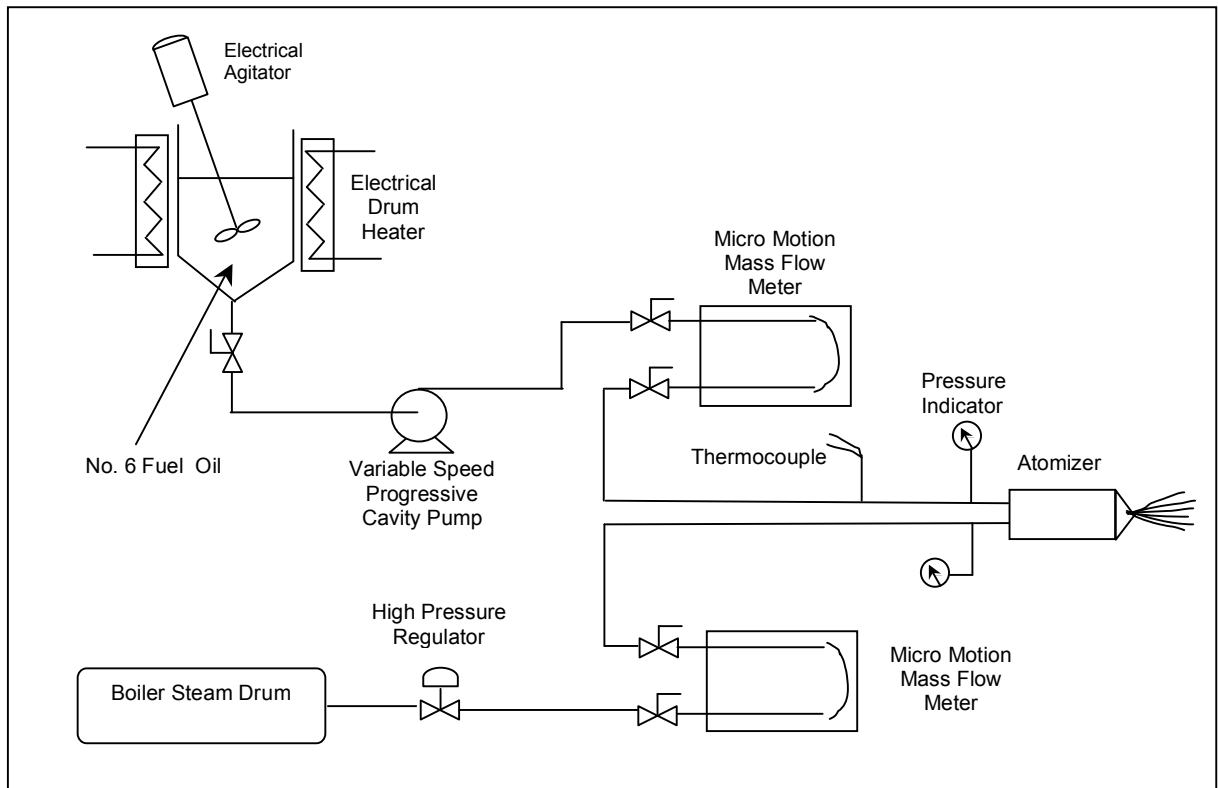 Electrical
Agitator
Electrical
Drum
Heater
Micro Motion
Mass Flow
Meter
Pressure
Indicator
No. 6 Fuel Oil
Variable Speed
Progressive
Cavity Pump
Thermocouple
Atomizer
High Pressure
Regulator
Boiler Steam Drum
Micro Motion
Mass Flow
Meter